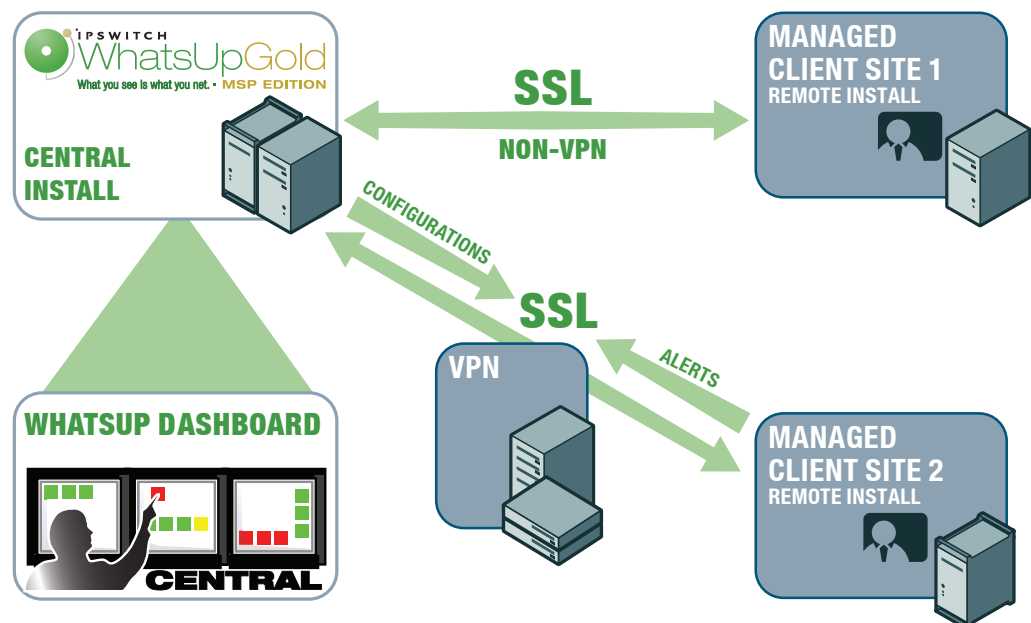 IPSWITCH
WhatsUpGold
What you see is what you net. • MSP EDITION
CENTRAL
INSTALL
SSL
NON-VPN
MANAGED
CLIENT SITE 1
REMOTE INSTALL
CONFIGURATIONS
SSL
VPN
ALERTS
WHATSUP DASHBOARD
CENTRAL
MANAGED
CLIENT SITE 2
REMOTE INSTALL